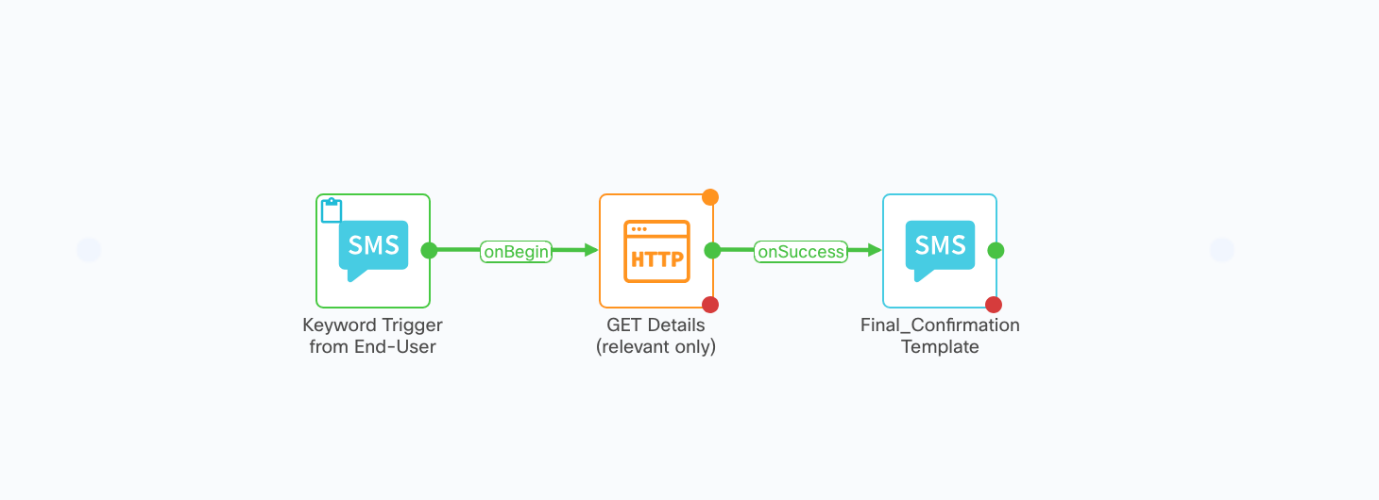 SMS
onBegin
HTTP
onSuccess
SMS
Keyword Trigger
from End-User
GET Details
(relevant only)
Final_Confirmation
Template